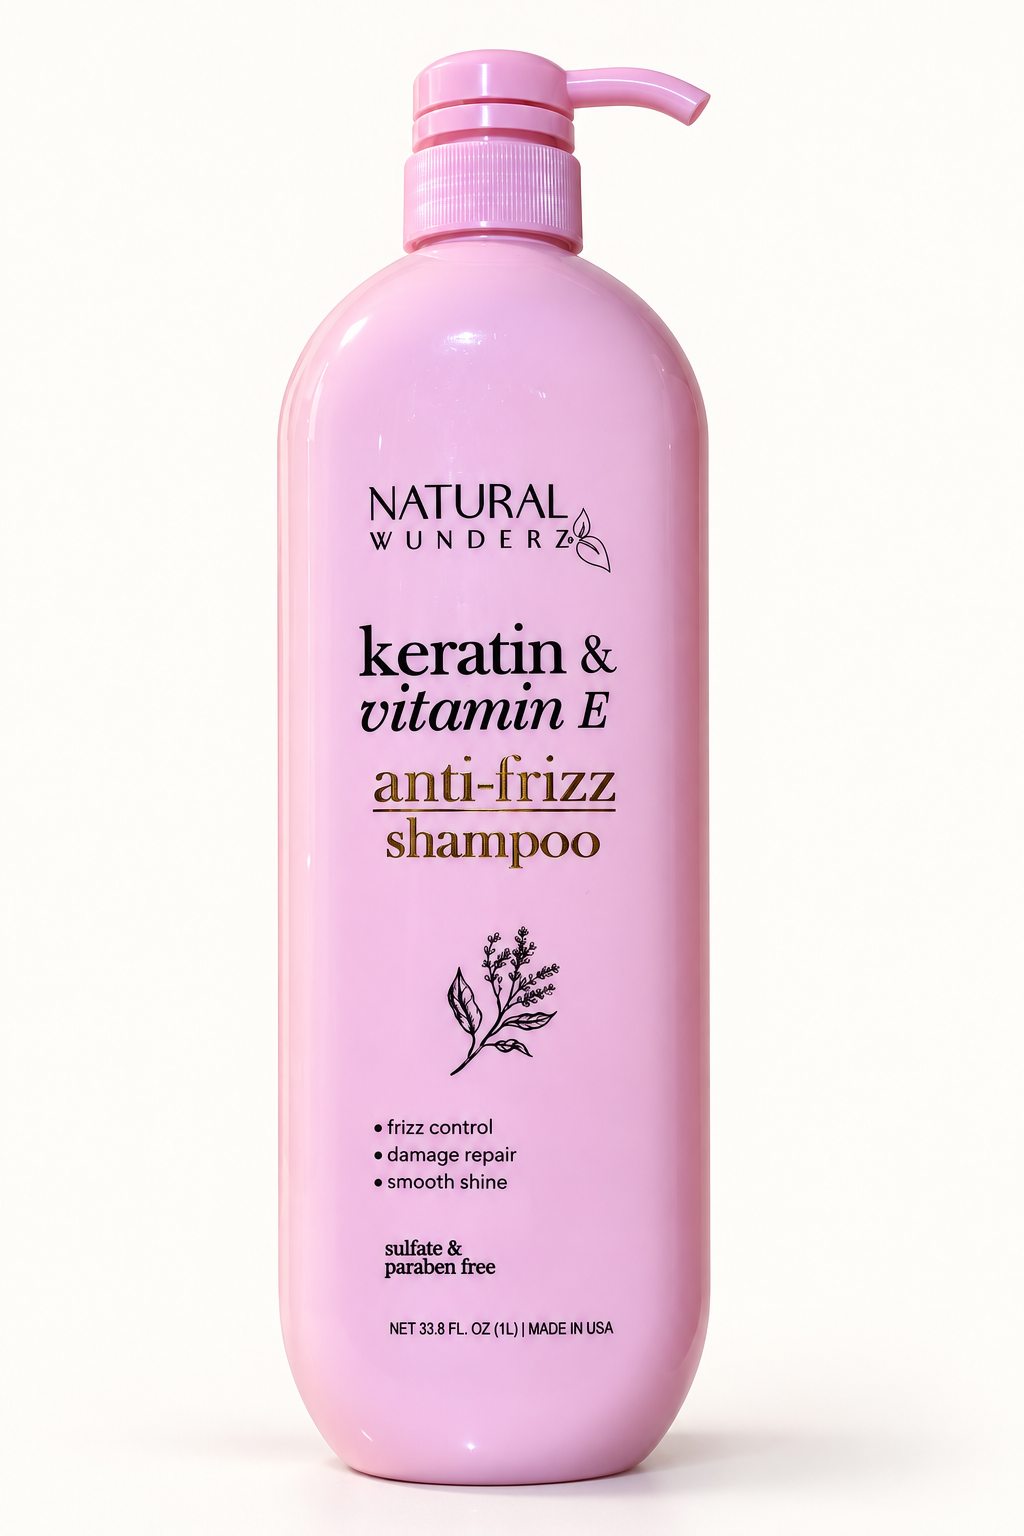 NATURAL
WUNDERZ
keratin &
vitamin E
anti-frizz
shampoo
• frizz control
• damage repair
• smooth shine
sulfate &
paraben free
NET 33.8 FL. OZ (1L) | MADE IN USA